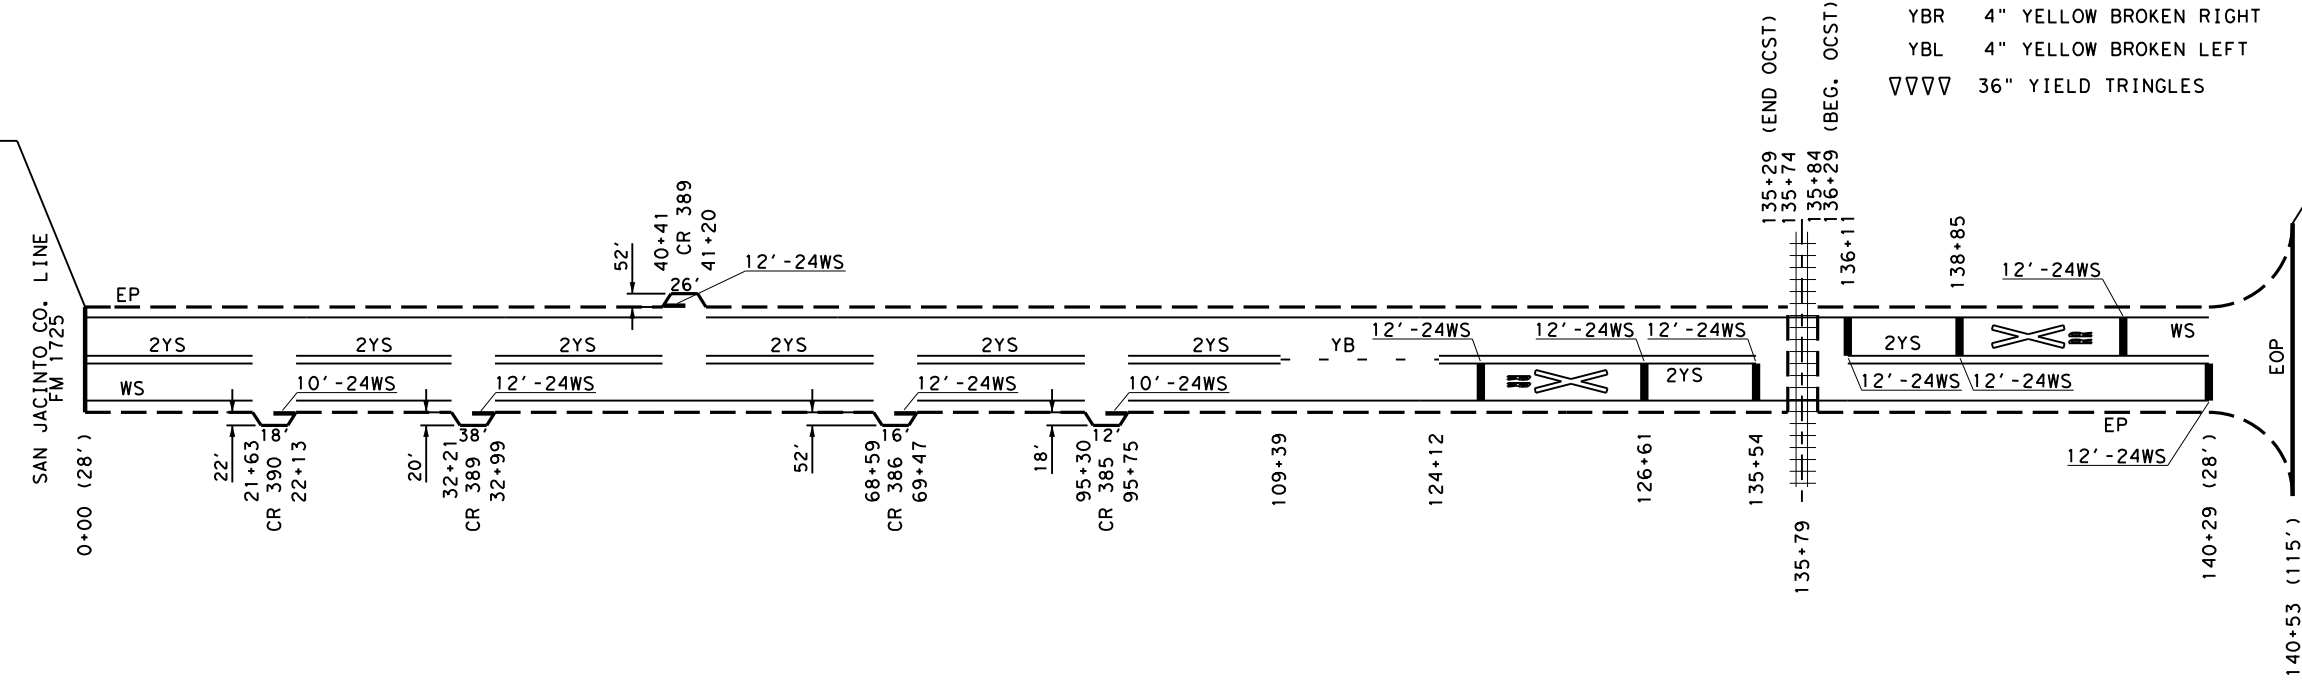 YBR 4" YELLOW BROKEN RIGHT
YBL 4" YELLOW BROKEN LEFT
36" YIELD TRINGLES
135+29 (END OCST)
135+74
135+84
136+29 (BEG. OCST)
136+11
138+85
52'
40+41
CR 389
41+20
12'-24WS
26'
12'-24WS
SAN JACINTO CO. LINE
FM 1725
EP
2YS
2YS
2YS
2YS
2YS
2YS
YB
12'-24WS
12'-24WS
12'-24WS
2YS
WS
EOP
WS
10'-24WS
12'-24WS
12'-24WS
10'-24WS
2YS
12'-24WS
12'-24WS
EP
12'-24WS
0+00 (28')
22'
18'
21+63
CR 390
22+13
20'
38'
32+21
CR 389
32+99
52'
16'
68+59
CR 386
69+47
18'
12'
95+30
CR 385
95+75
109+39
124+12
126+61
135+54
135+79
140+29 (28')
140+53 (115')